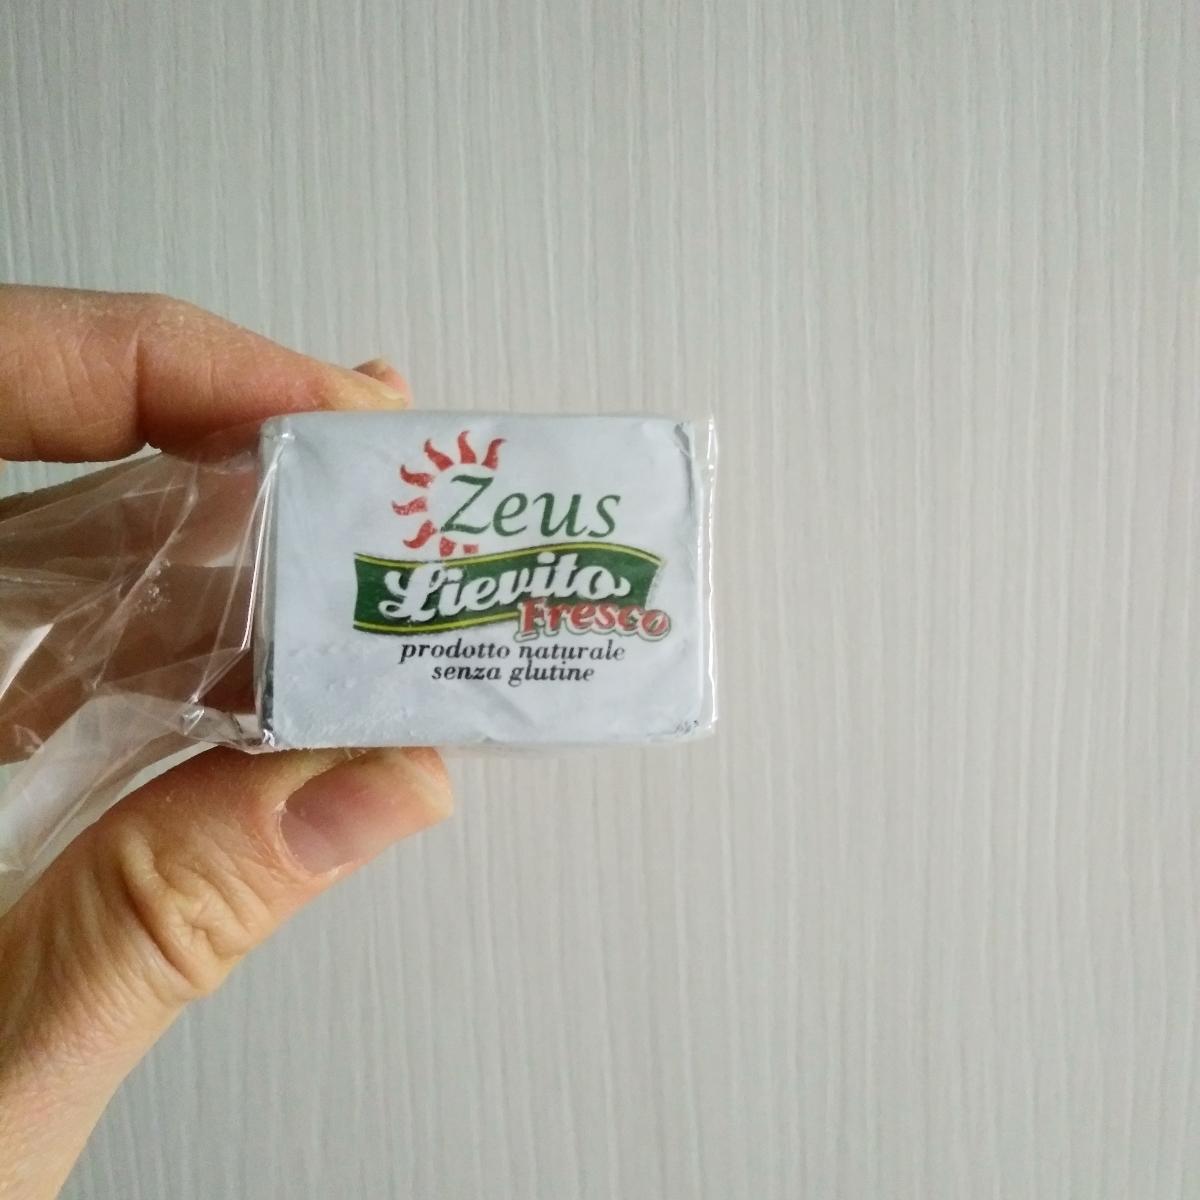 Zeus
Lievito
Fresco
prodotto naturale
senza glutine